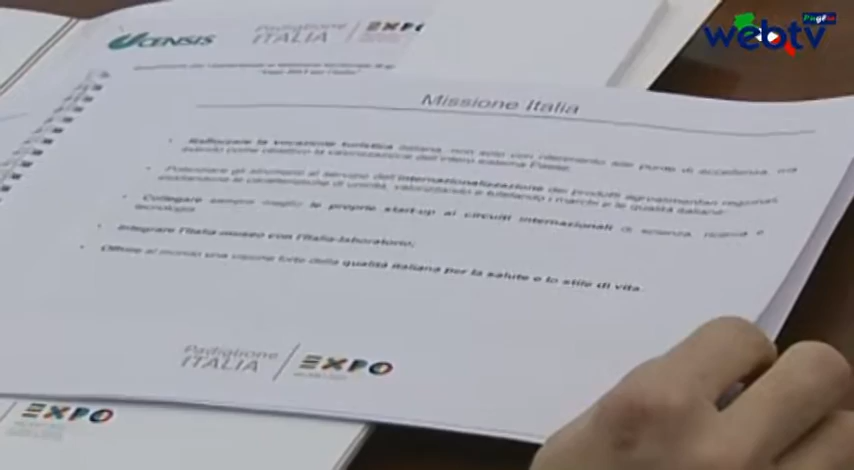 Puglia
webtv
CENSIS
Padiglione
ITALIA
EXPO
Missione Italia
Rafforzare la vocazione turistica italiana, non solo con riferimento alle punte di eccellenza, ma
avendo come obiettivo la valorizzazione dell'intero sistema Paese;
Potenziare gli strumenti al servizio dell'internazionalizzazione dei prodotti agroalimentari regionali
le caratteristiche di unicità, valorizzando e tutelando i marchi e le qualità italiane;
Collegare sempre meglio le proprie start-up ai circuiti internazionali di scienza, ricerca e
tecnologia;
Integrare l'Italia-museo con l'Italia-laboratorio;
Offrire al mondo una visione forte della qualità italiana per la salute e lo stile di vita.
Padiglione
ITALIA
EXPO
EXPO